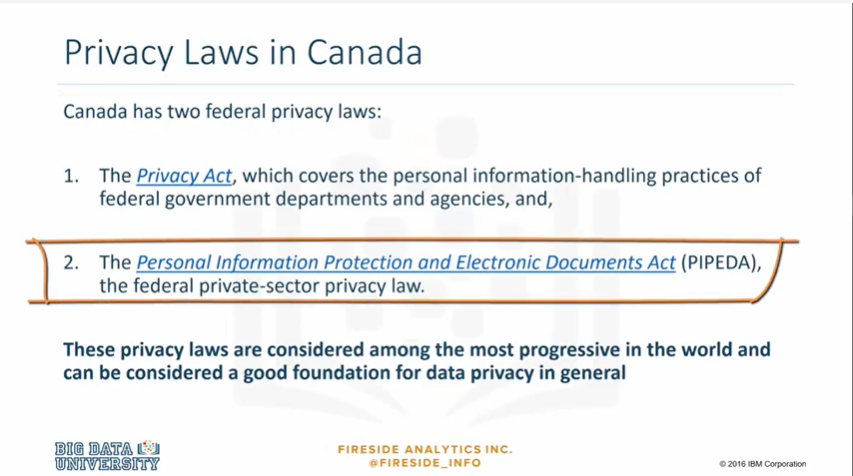 Privacy Laws in Canada
Canada has two federal privacy laws:
1. The Privacy Act, which covers the personal information-handling practices of
federal government departments and agencies, and,
2. The Personal Information Protection and Electronic Documents Act (PIPEDA),
the federal private-sector privacy law.
These privacy laws are considered among the most progressive in the world and
can be considered a good foundation for data privacy in general
BIG DATA
UNIVERSITY
FIRESIDE ANALYTICS INC.
@FIRESIDE_INFO
© 2016 IBM Corporation